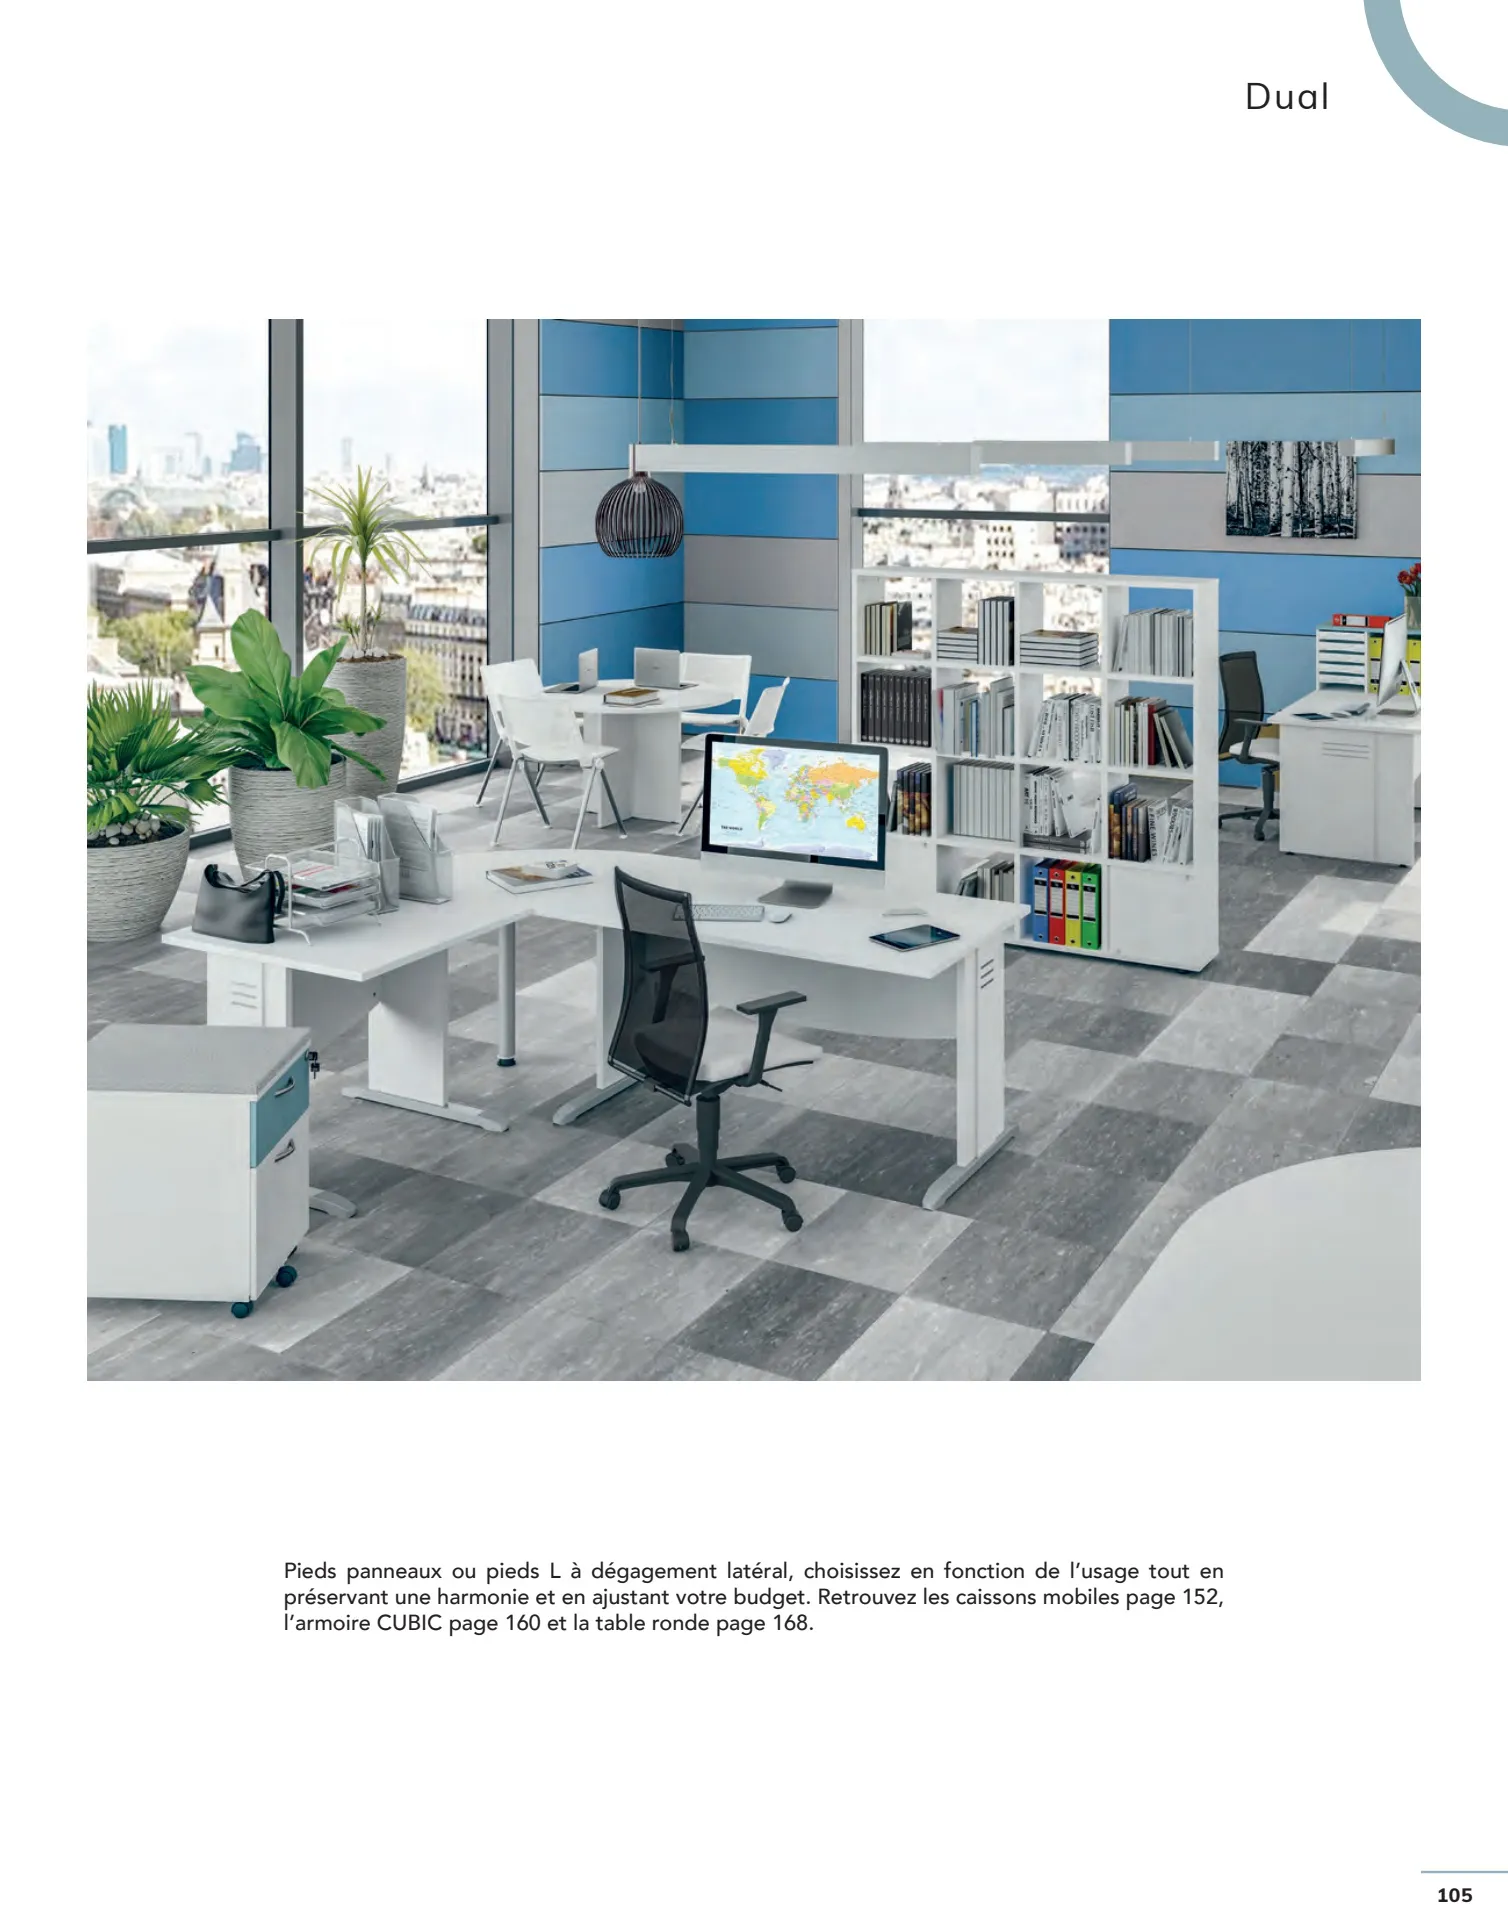 Dual
THE WORLD
Pieds panneaux ou pieds L à dégagement latéral, choisissez en fonction de l’usage tout en
préservant une harmonie et en ajustant votre budget. Retrouvez les caissons mobiles page 152,
l’armoire CUBIC page 160 et la table ronde page 168.
105